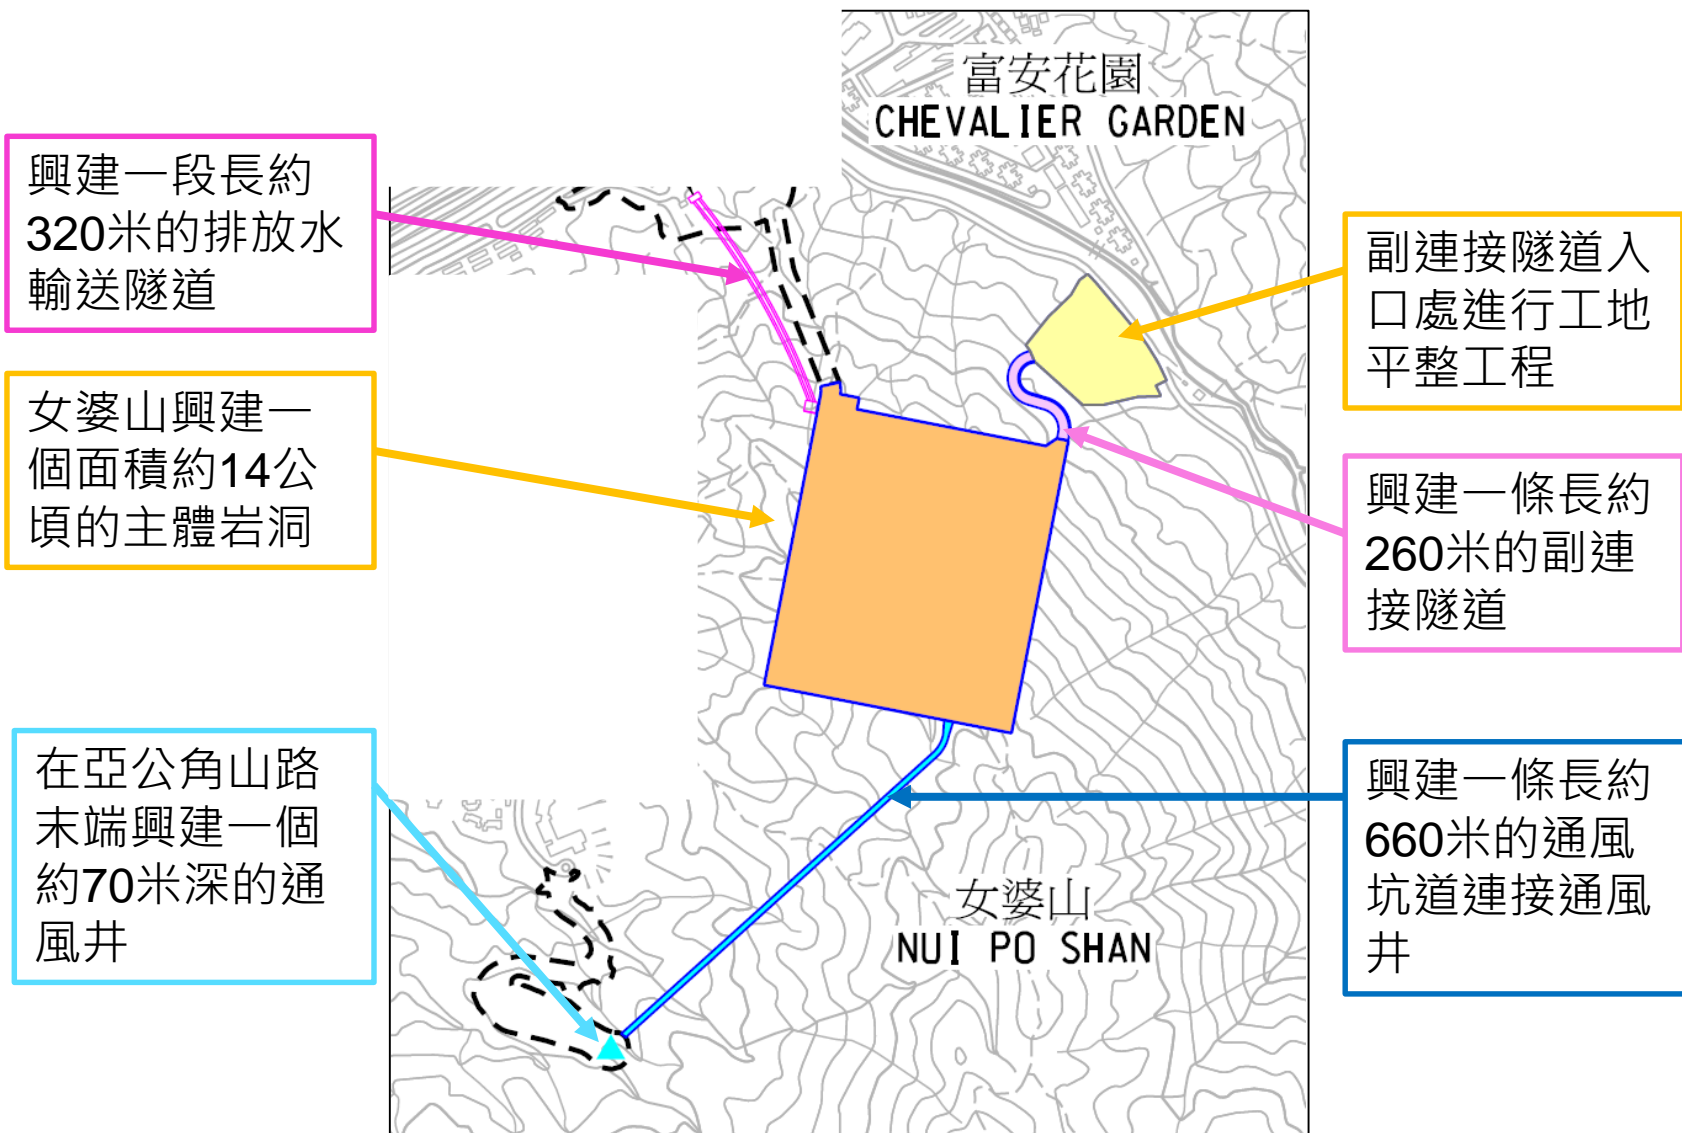 富安花園
CHEVALIER GARDEN
興建一段長約
320米的排放水
輸送隧道
副連接隧道入
口處進行工地
平整工程
女婆山興建一
個面積約14公
頃的主體岩洞
興建一條長約
260米的副連
接隧道
在亞公角山路
末端興建一個
約70米深的通
風井
興建一條長約
660米的通風
坑道連接通風
井
女婆山
NUI PO SHAN